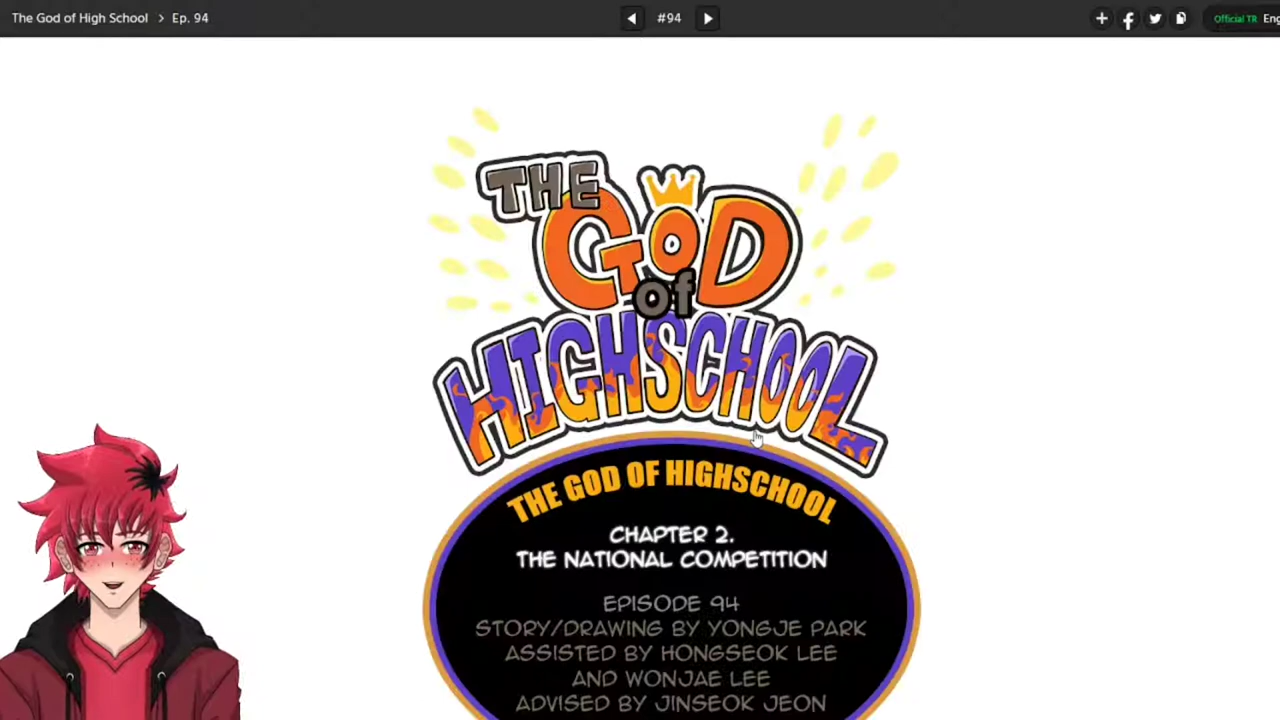 The God of High School > Ep. 94
#94
Official TR
THE
GOD
of
HIGHSCHOOL
THE GOD OF HIGHSCHOOL
CHAPTER 2.
THE NATIONAL COMPETITION
EPISODE 94
STORY/DRAWING BY YONGJE PARK
ASSISTED BY HONGSEOK LEE
AND WONJAE LEE
ADVISED BY JINSEOK JEON